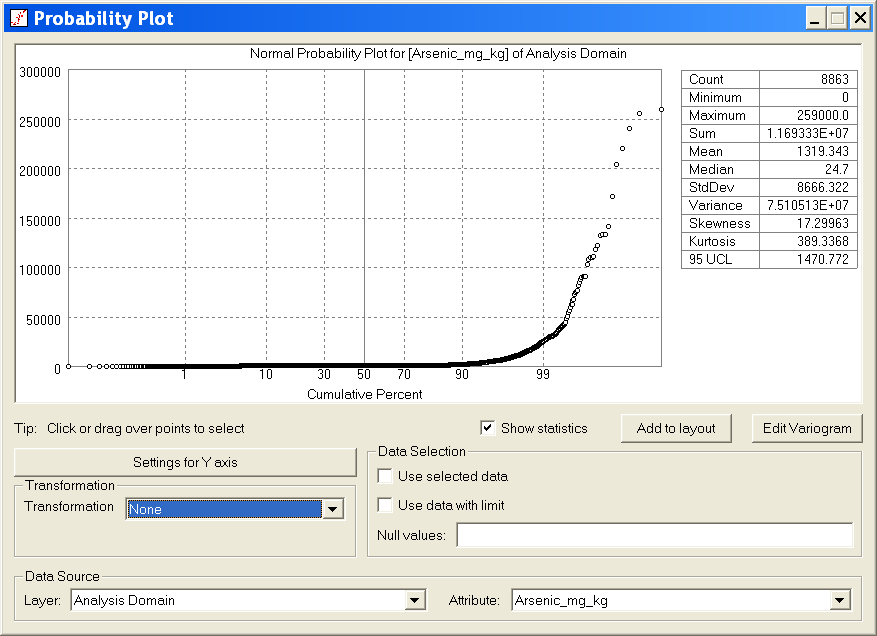 Probability Plot
Normal Probability Plot for [Arsenic_mg_kg] of Analysis Domain
300000
250000
200000
150000
100000
50000
0
1 10 30 50 70 90 99
Cumulative Percent
Count 8863
Minimum 0
Maximum 259000.0
Sum 1.169333E+07
Mean 1319.343
Median 24.7
StdDev 8666.322
Variance 7.510513E+07
Skewness 17.29963
Kurtosis 389.3368
95 UCL 1470.772
Tip: Click or drag over points to select
Show statistics
Add to layout
Edit Variogram
Settings for Y axis
Transformation
Transformation None
Data Selection
Use selected data
Use data with limit
Null values:
Data Source
Layer: Analysis Domain Attribute: Arsenic_mg_kg